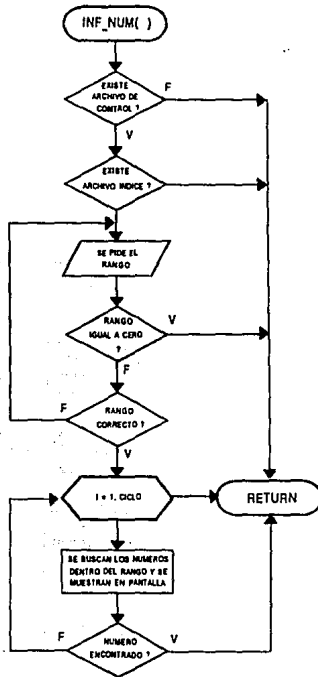 INF_NUM( )
EXISTE
ARCHIVO DE
CONTROL ?
F
V
EXISTE
ARCHIVO INDICE ?
SE PIDE EL
RANGO
RANGO
IGUAL A CERO
?
V
F
RANGO
CORRECTO ?
F
V
I = 1, CICLO
RETURN
SE BUSCAN LOS NUMEROS
DENTRO DEL RANGO Y SE
MUESTRAN EN PANTALLA
NUMERO
ENCONTRADO ?
F
V